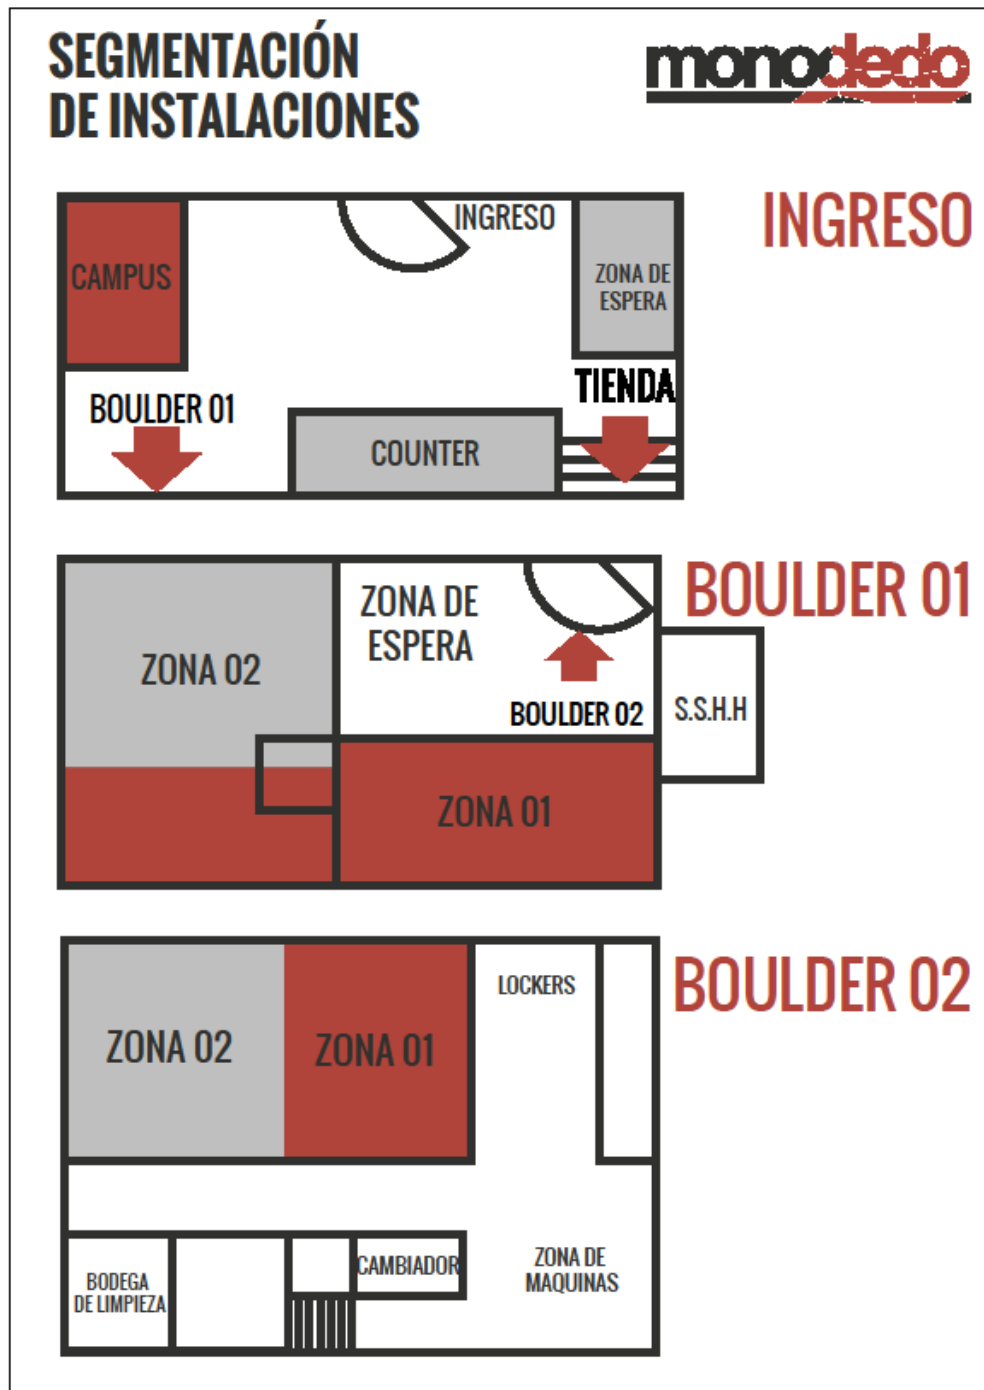 SEGMENTACIÓN
DE INSTALACIONES
monodedo
INGRESO
INGRESO
CAMPUS
ZONA DE
ESPERA
TIENDA
BOULDER 01
COUNTER
BOULDER 01
ZONA DE
ESPERA
ZONA 02
BOULDER 02
S.S.H.H
ZONA 01
BOULDER 02
LOCKERS
ZONA 02
ZONA 01
CAMBIADOR
ZONA DE
MAQUINAS
BODEGA
DE LIMPIEZA